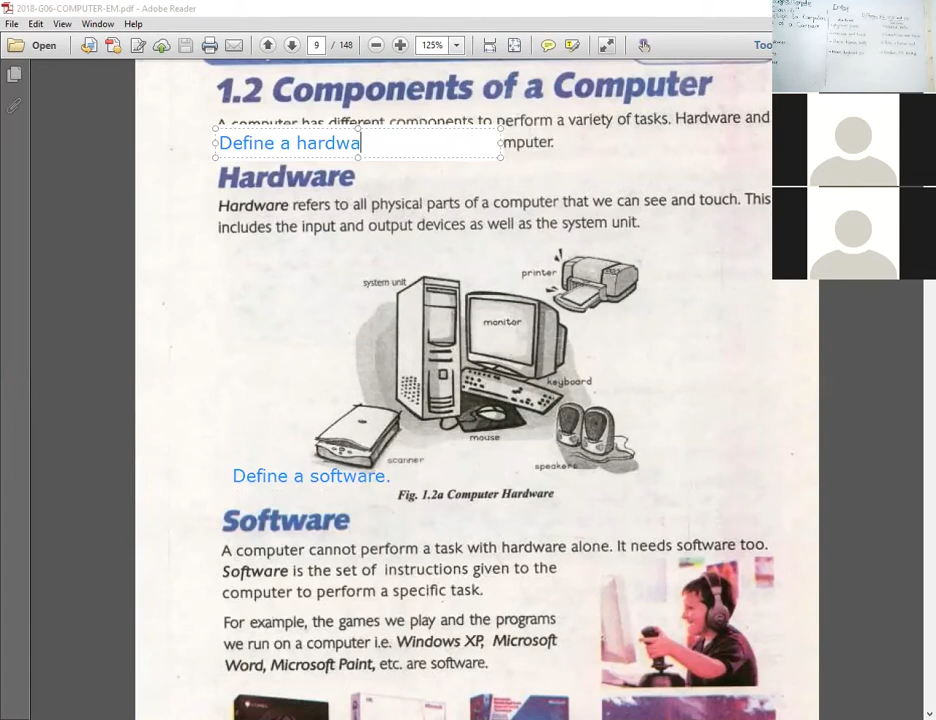 2018-G06-COMPUTER-EM.pdf - Adobe Reader
File Edit View Window Help
Open 9 / 148 125% Too
1.2 Components of a Computer
A computer has different components to perform a variety of tasks. Hardware and
Define a hardwa mputer.
Hardware
Hardware refers to all physical parts of a computer that we can see and touch. This
includes the input and output devices as well as the system unit.
printer
system unit
monitor
keyboard
mouse
scanner
speakers
Define a software.
Fig. 1.2a Computer Hardware
Software
A computer cannot perform a task with hardware alone. It needs software too.
Software is the set of instructions given to the
computer to perform a specific task.
For example, the games we play and the programs
we run on a computer i.e. Windows XP, Microsoft
Word, Microsoft Paint, etc. are software.